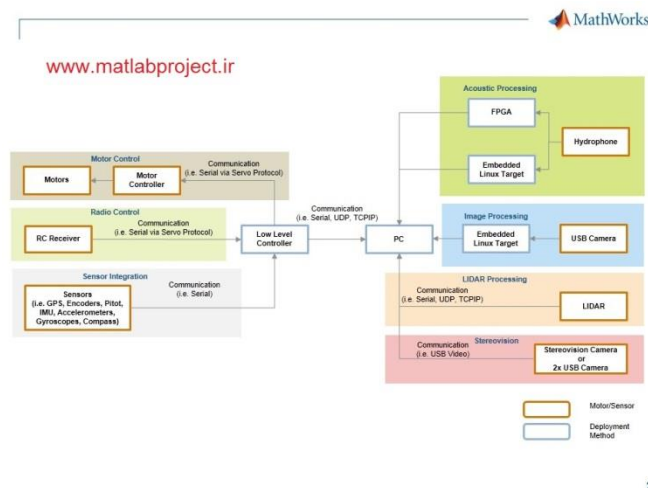 MathWorks
www.matlabproject.ir
Acoustic Processing
FPGA
Hydrophone
Embedded
Linux Target
Motor Control
Motors
Motor
Controller
Communication
(i.e. Serial via Servo Protocol)
Radio Control
RC Receiver
Communication
(i.e. Serial via Servo Protocol)
Low Level
Controller
Communication
(i.e. Serial, UDP, TCPIP)
PC
Image Processing
Embedded
Linux Target
USB Camera
Sensor Integration
Sensors
(i.e. GPS, Encoders, Pitot,
IMU, Accelerometers,
Gyroscopes, Compass)
Communication
(i.e. Serial)
LIDAR Processing
Communication
(i.e. Serial, UDP, TCPIP)
LIDAR
Stereovision
Communication
(i.e. USB Video)
Stereovision Camera
or
2x USB Camera
Motor/Sensor
Deployment
Method